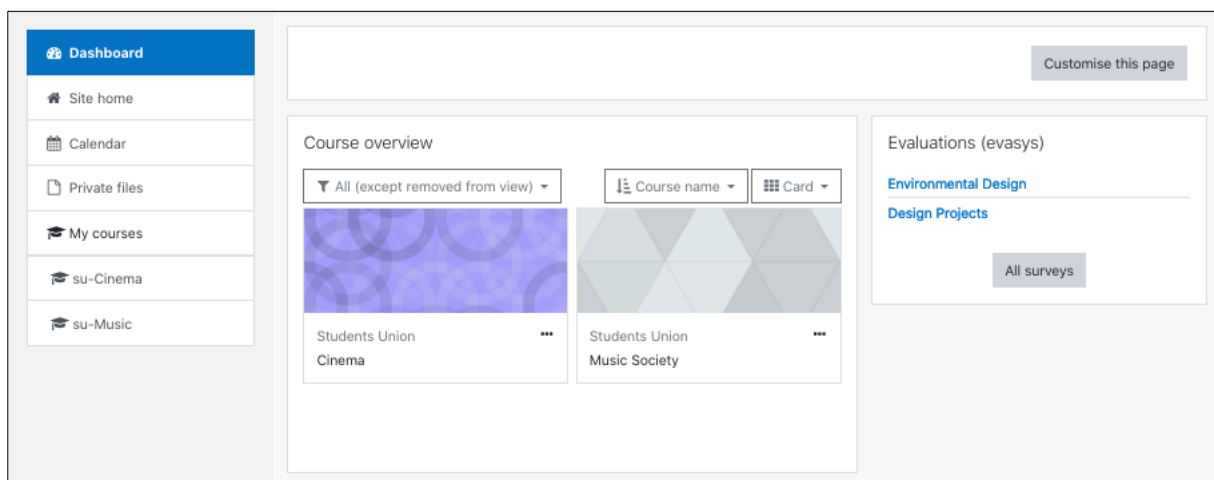 Dashboard
Site home
Calendar
Private files
My courses
su-Cinema
su-Music
Customise this page
Course overview
All (except removed from view)
Course name
Card
Students Union
Cinema
Students Union
Music Society
Evaluations (evasys)
Environmental Design
Design Projects
All surveys